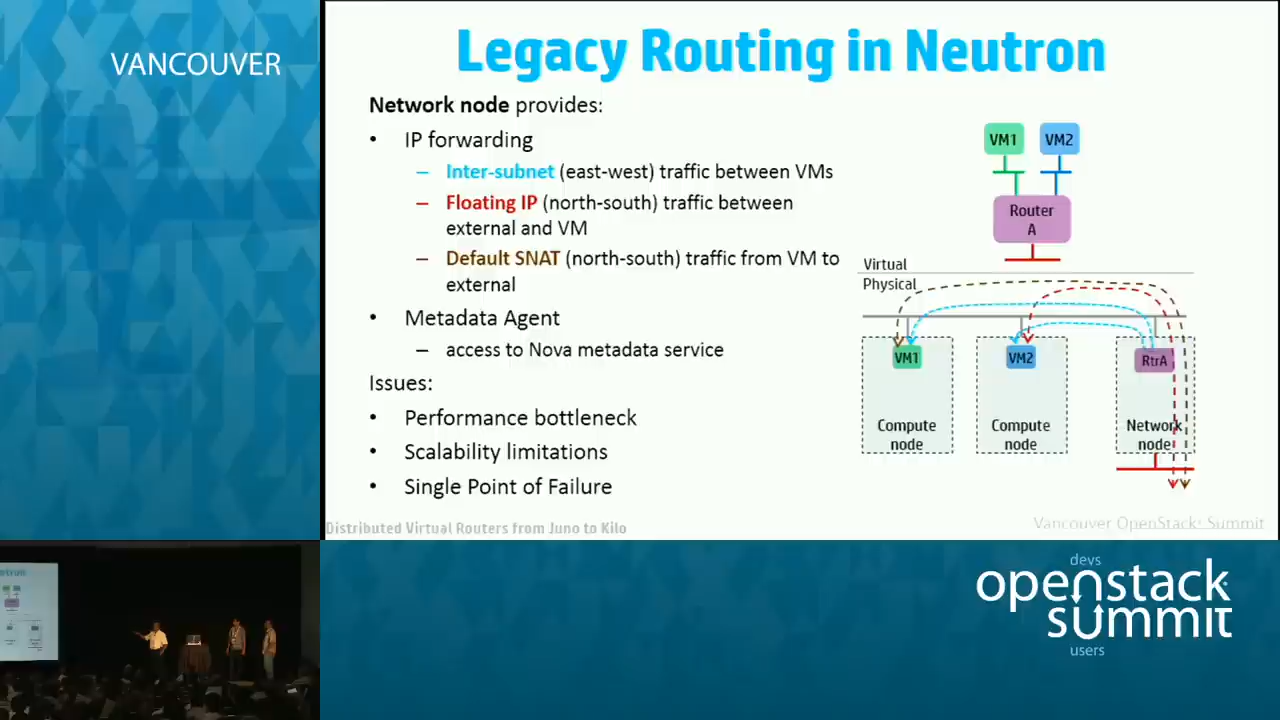 VANCOUVER
Legacy Routing in Neutron
Network node provides:
• IP forwarding
– Inter-subnet (east-west) traffic between VMs
– Floating IP (north-south) traffic between
external and VM
– Default SNAT (north-south) traffic from VM to
external
• Metadata Agent
– access to Nova metadata service
Issues:
• Performance bottleneck
• Scalability limitations
• Single Point of Failure
VM1
VM2
Router
A
Virtual
Physical
VM1
VM2
RtrA
Compute
node
Compute
node
Network
node
Distributed Virtual Routers from Juno to Kilo
Vancouver OpenStack Summit
devs
openstack
summit
users